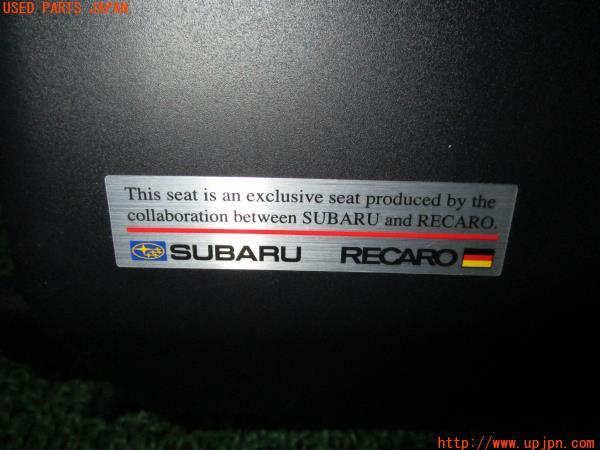 USED PARTS JAPAN
This seat is an exclusive seat produced by the
collaboration between SUBARU and RECARO.
SUBARU RECARO
http://www.upjpn.com